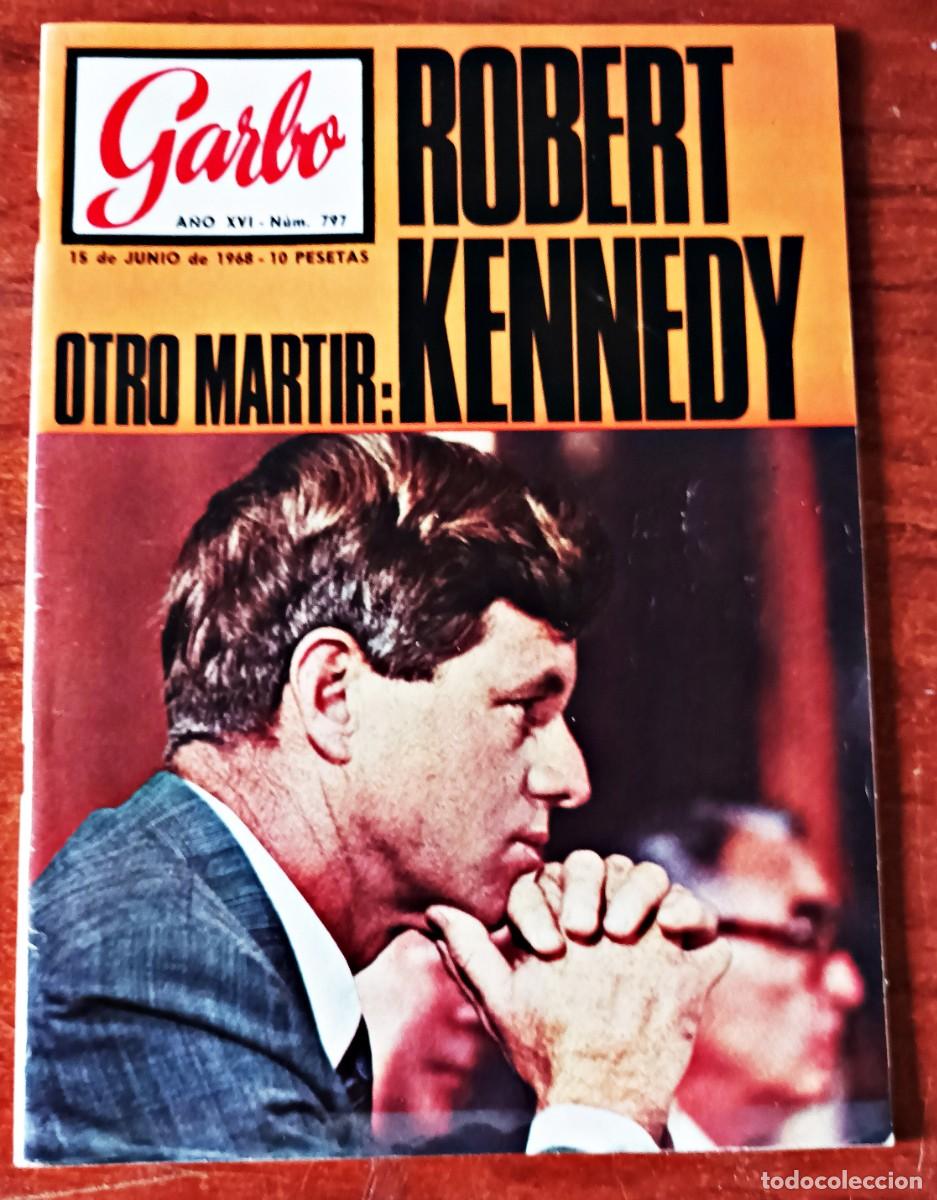 Garbo
AÑO XVI - Núm. 797
15 de JUNIO de 1968 - 10 PESETAS
OTRO MARTIR:
ROBERT
KENNEDY
todocoleccion